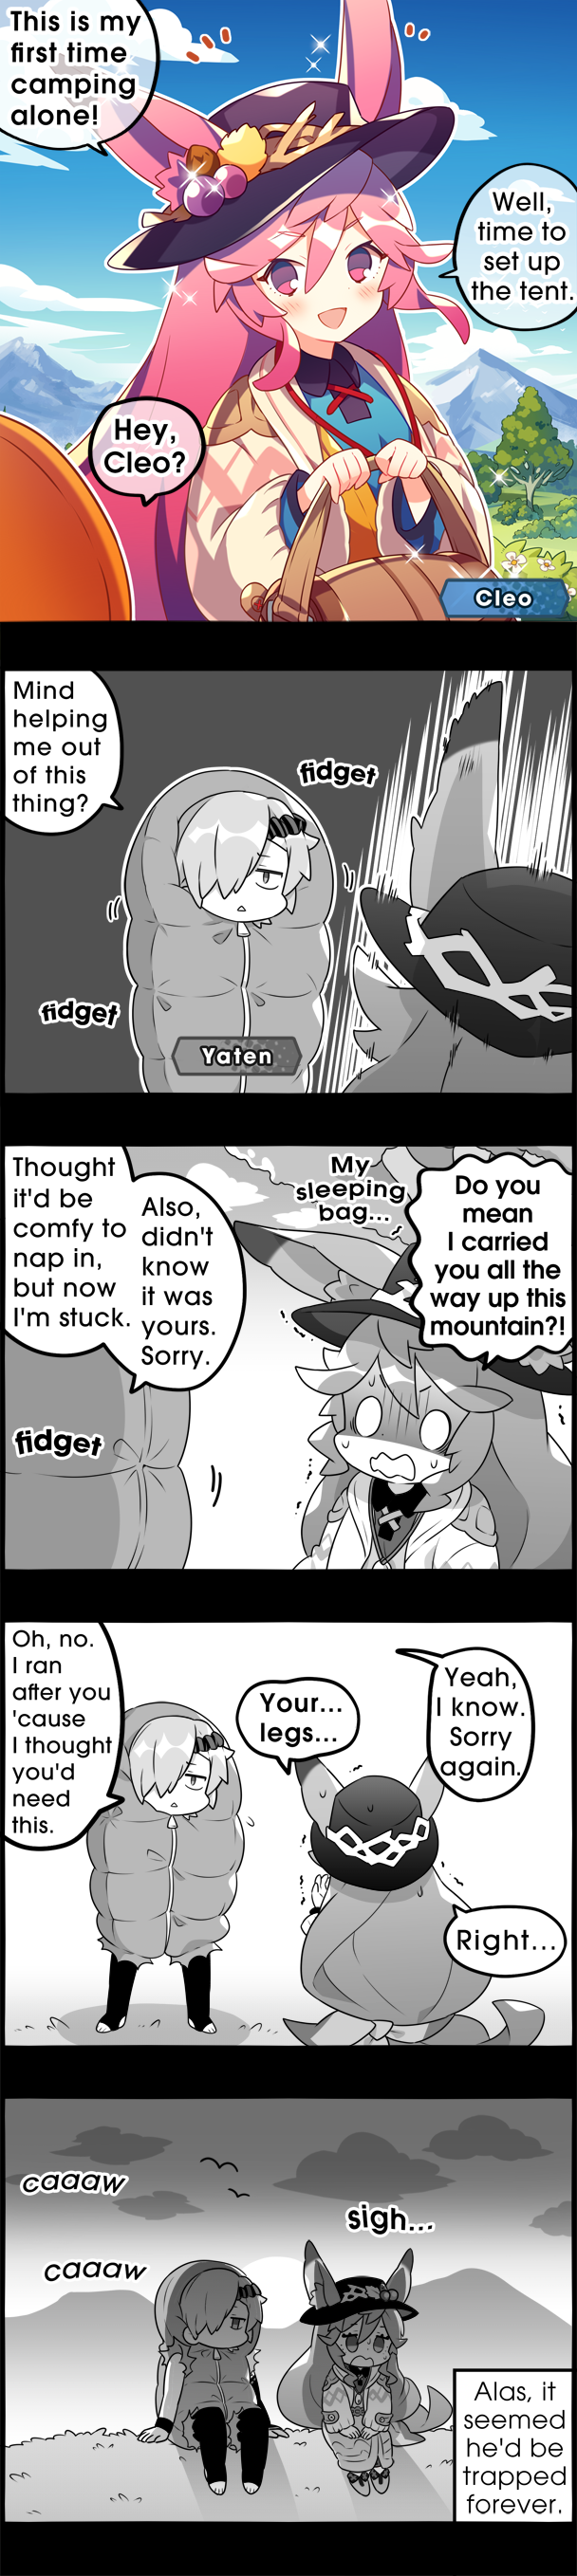 This is my
first time
camping
alone!
Well,
time to
set up
the tent.
Hey,
Cleo?
Cleo
Mind
helping
me out
of this
thing?
fidget
fidget
Yaten
Thought
it'd be
comfy to
nap in,
but now
I'm stuck.
Also,
didn't
know
it was
yours.
Sorry.
My
sleeping
bag...
Do you
mean
I carried
you all the
way up this
mountain?!
fidget
Oh, no.
I ran
after you
'cause
I thought
you'd
need
this.
Your...
legs...
Yeah,
I know.
Sorry
again.
Right...
caaaw
caaaw
sigh...
Alas, it
seemed
he'd be
trapped
forever.